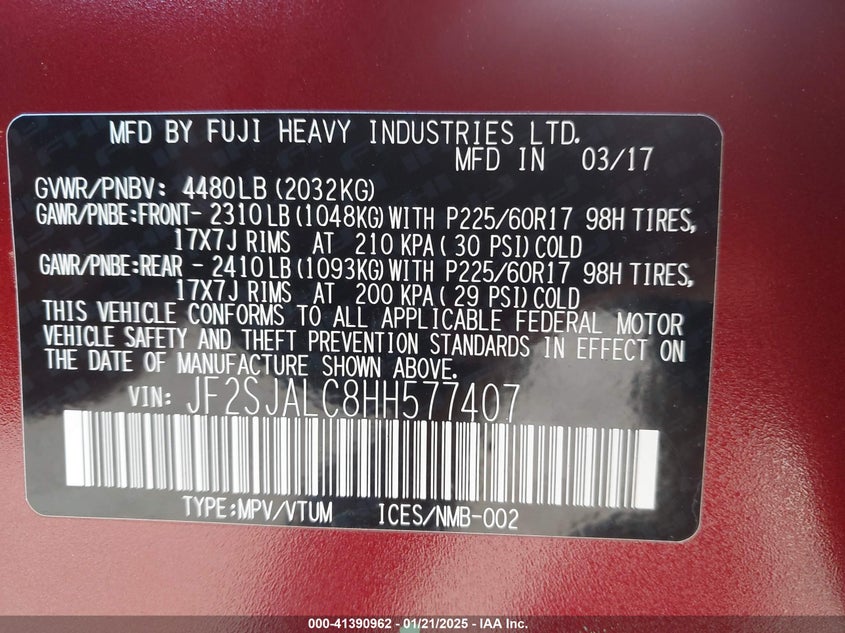 MFD BY FUJI HEAVY INDUSTRIES LTD.
MFD IN 03/17
GVWR/PNBV: 4480LB (2032KG)
GAWR/PNBE:FRONT- 2310LB (1048KG) WITH P225/60R17 98H TIRES,
17X7J RIMS AT 210 KPA ( 30 PSI) COLD
GAWR/PNBE:REAR - 2410LB (1093KG) WITH P225/60R17 98H TIRES,
17X7J RIMS AT 200 KPA ( 29 PSI) COLD
THIS VEHICLE CONFORMS TO ALL APPLICABLE FEDERAL MOTOR
VEHICLE SAFETY AND THEFT PREVENTION STANDARDS IN EFFECT ON
THE DATE OF MANUFACTURE SHOWN ABOVE.
VIN: JF2SJALC8HH577407
TYPE:MPV/VTUM ICES/NMB-002
000-41390962 - 01/21/2025 - IAA Inc.